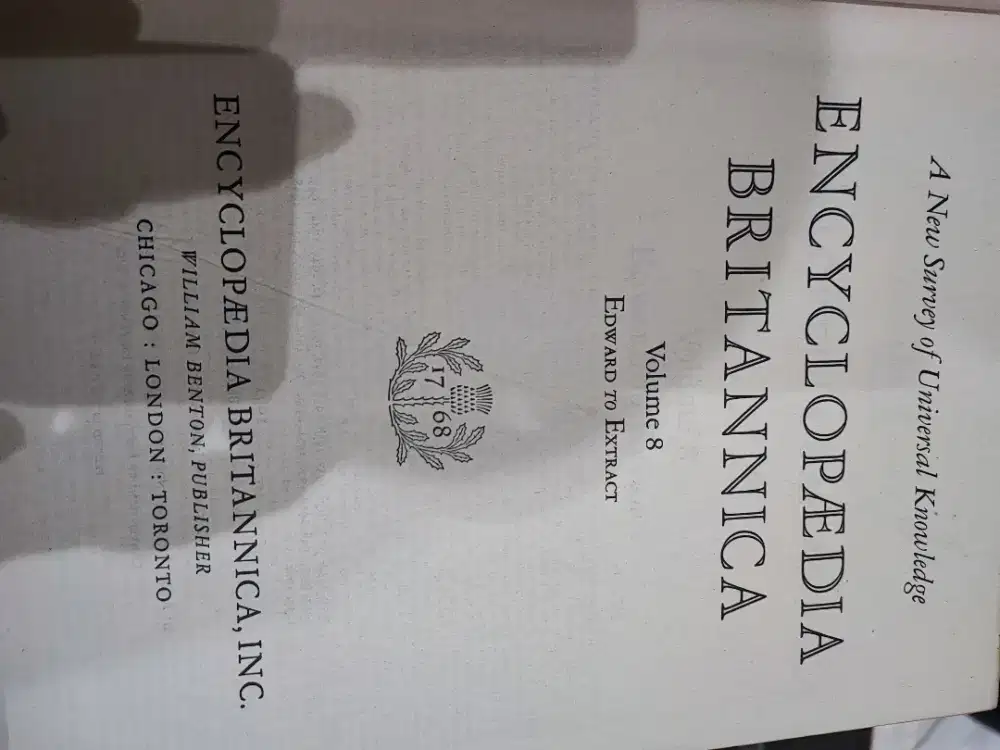 A New Survey of Universal Knowledge
ENCYCLOPÆDIA
BRITANNICA
Volume 8
EDWARD TO EXTRACT
17 68
ENCYCLOPÆDIA BRITANNICA, INC.
WILLIAM BENTON, PUBLISHER
CHICAGO : LONDON : TORONTO